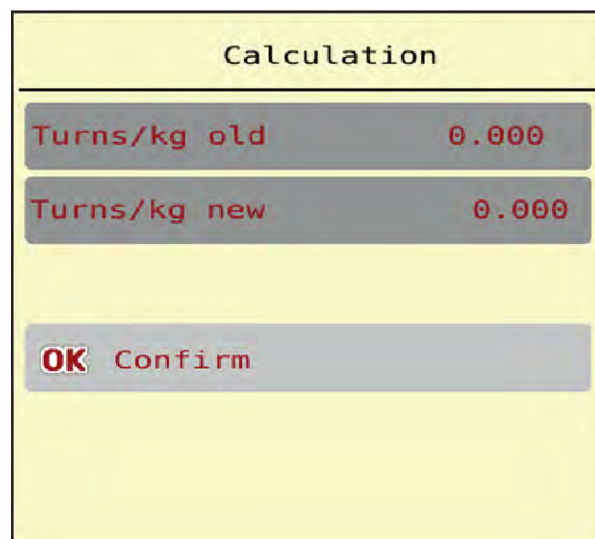 Calculation
Turns/kg old 0.000
Turns/kg new 0.000
OK Confirm